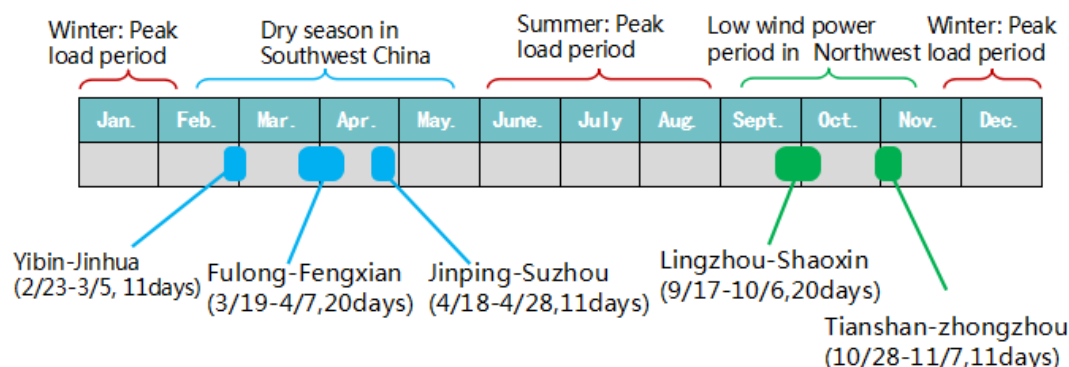 Winter: Peak
load period
Dry season in
Southwest China
Summer: Peak
load period
Low wind power
period in Northwest
Winter: Peak
load period
Jan. Feb. Mar. Apr. May. June. July Aug. Sept. Oct. Nov. Dec.
Yibin-Jinhua
(2/23-3/5, 11days)
Fulong-Fengxian
(3/19-4/7,20days)
Jinping-Suzhou
(4/18-4/28,11days)
Lingzhou-Shaoxin
(9/17-10/6,20days)
Tianshan-zhongzhou
(10/28-11/7,11days)